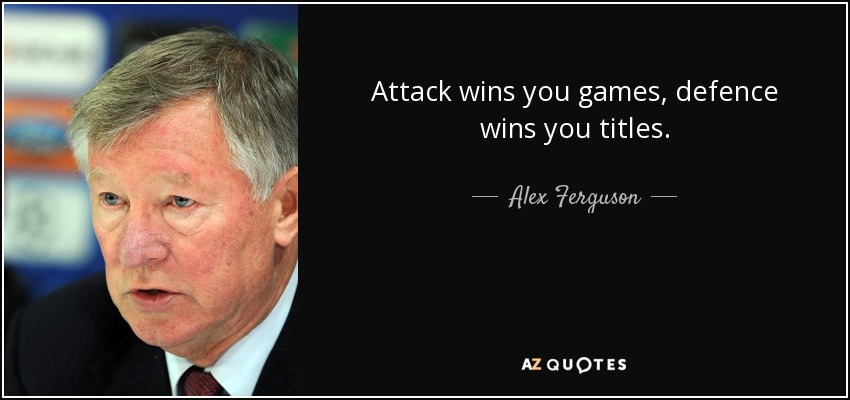 Attack wins you games, defence
wins you titles.
Alex Ferguson
AZ QUOTES